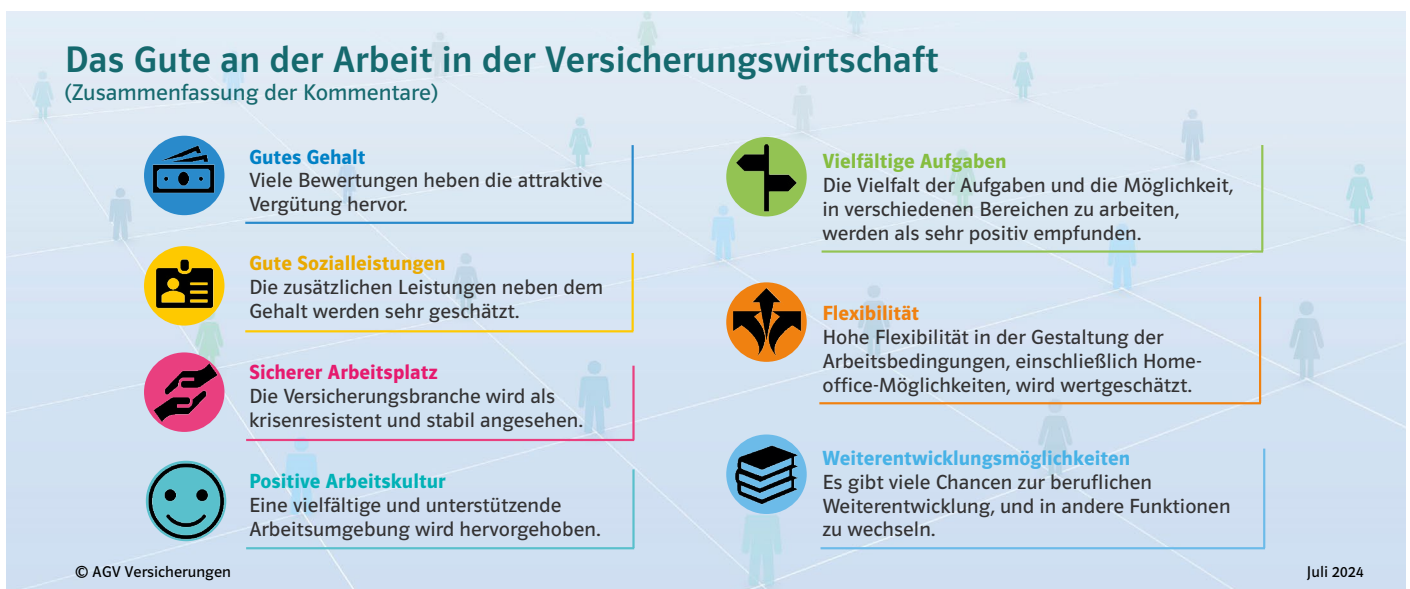 Das Gute an der Arbeit in der Versicherungswirtschaft
(Zusammenfassung der Kommentare)
Gutes Gehalt
Viele Bewertungen heben die attraktive
Vergütung hervor.
Gute Sozialleistungen
Die zusätzlichen Leistungen neben dem
Gehalt werden sehr geschätzt.
Sicherer Arbeitsplatz
Die Versicherungsbranche wird als
krisenresistent und stabil angesehen.
Positive Arbeitskultur
Eine vielfältige und unterstützende
Arbeitsumgebung wird hervorgehoben.
Vielfältige Aufgaben
Die Vielfalt der Aufgaben und die Möglichkeit,
in verschiedenen Bereichen zu arbeiten,
werden als sehr positiv empfunden.
Flexibilität
Hohe Flexibilität in der Gestaltung der
Arbeitsbedingungen, einschließlich Home-
office-Möglichkeiten, wird wertgeschätzt.
Weiterentwicklungsmöglichkeiten
Es gibt viele Chancen zur beruflichen
Weiterentwicklung, und in andere Funktionen
zu wechseln.
© AGV Versicherungen
Juli 2024